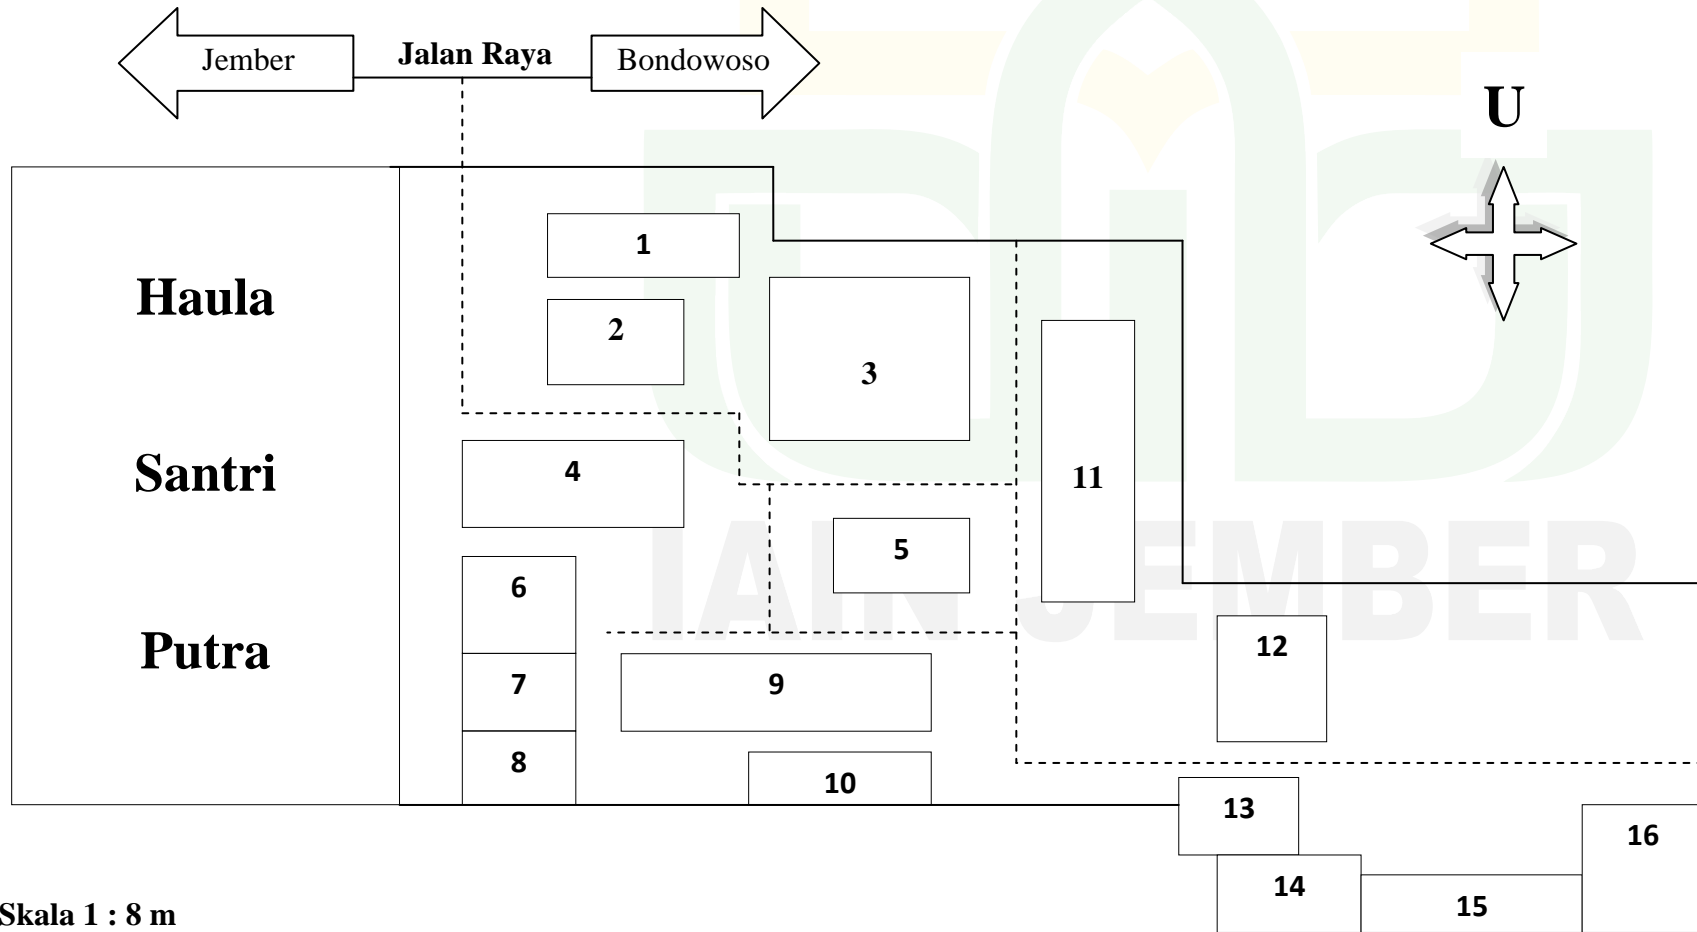 Jember
Jalan Raya
Bondowoso
U
Haula
Santri
Putra
1
2
3
4
5
6
7
8
9
10
11
12
13
14
15
16
IAIN JEMBER
Skala 1 : 8 m